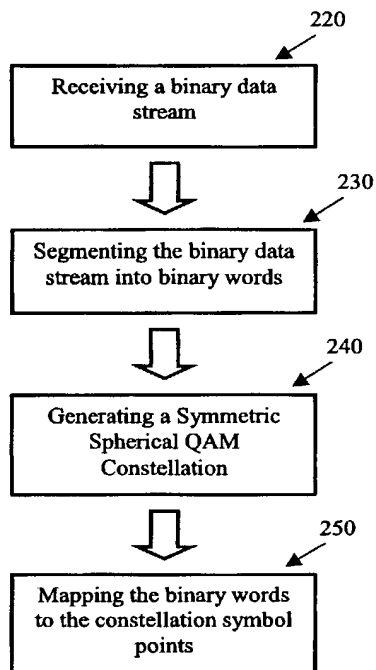 220
Receiving a binary data
stream
230
Segmenting the binary data
stream into binary words
240
Generating a Symmetric
Spherical QAM
Constellation
250
Mapping the binary words
to the constellation symbol
points